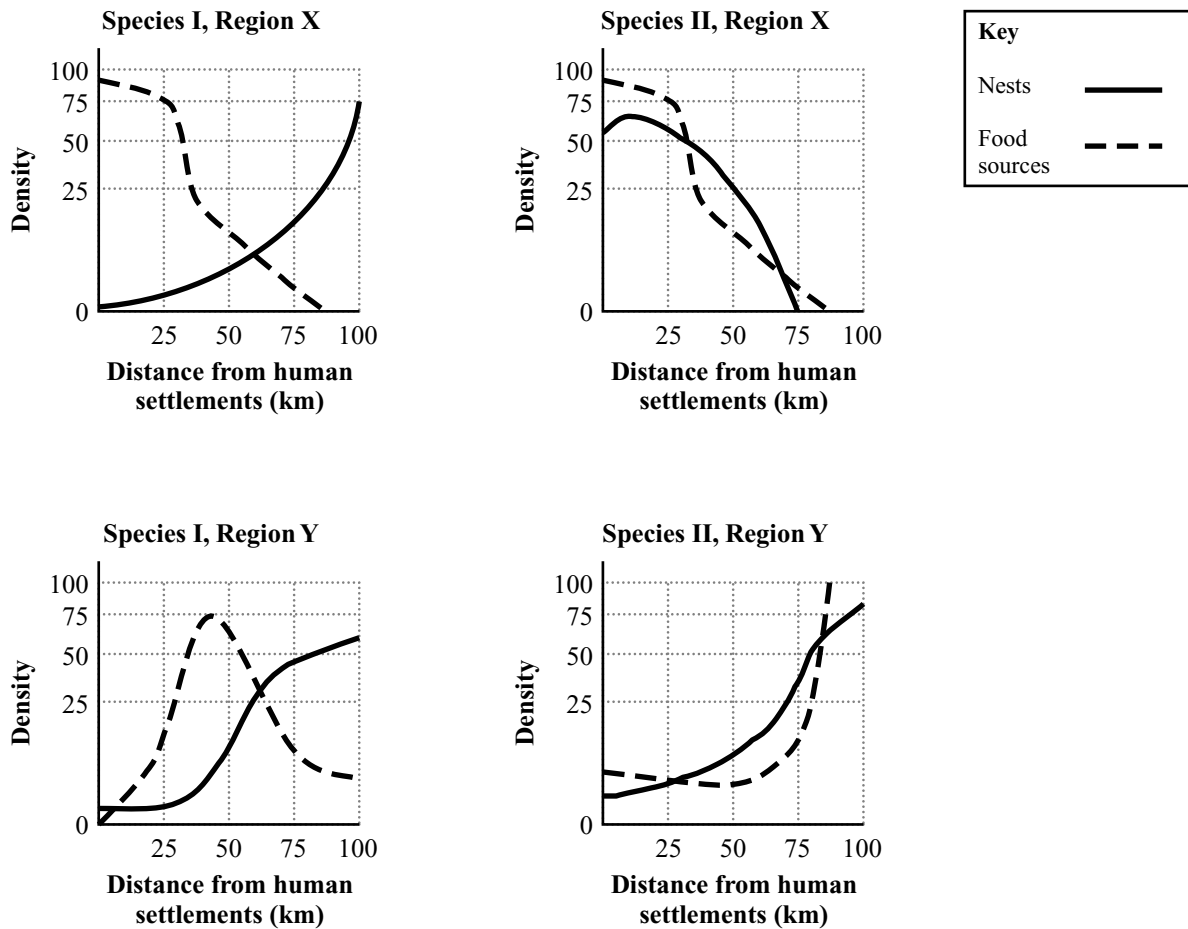 Species I, Region X
100
75
50
25
0
Density
25 50 75 100
Distance from human
settlements (km)
Species II, Region X
100
75
50
25
0
Density
25 50 75 100
Distance from human
settlements (km)
Key
Nests
Food
sources
Species I, Region Y
100
75
50
25
0
Density
25 50 75 100
Distance from human
settlements (km)
Species II, Region Y
100
75
50
25
0
Density
25 50 75 100
Distance from human
settlements (km)